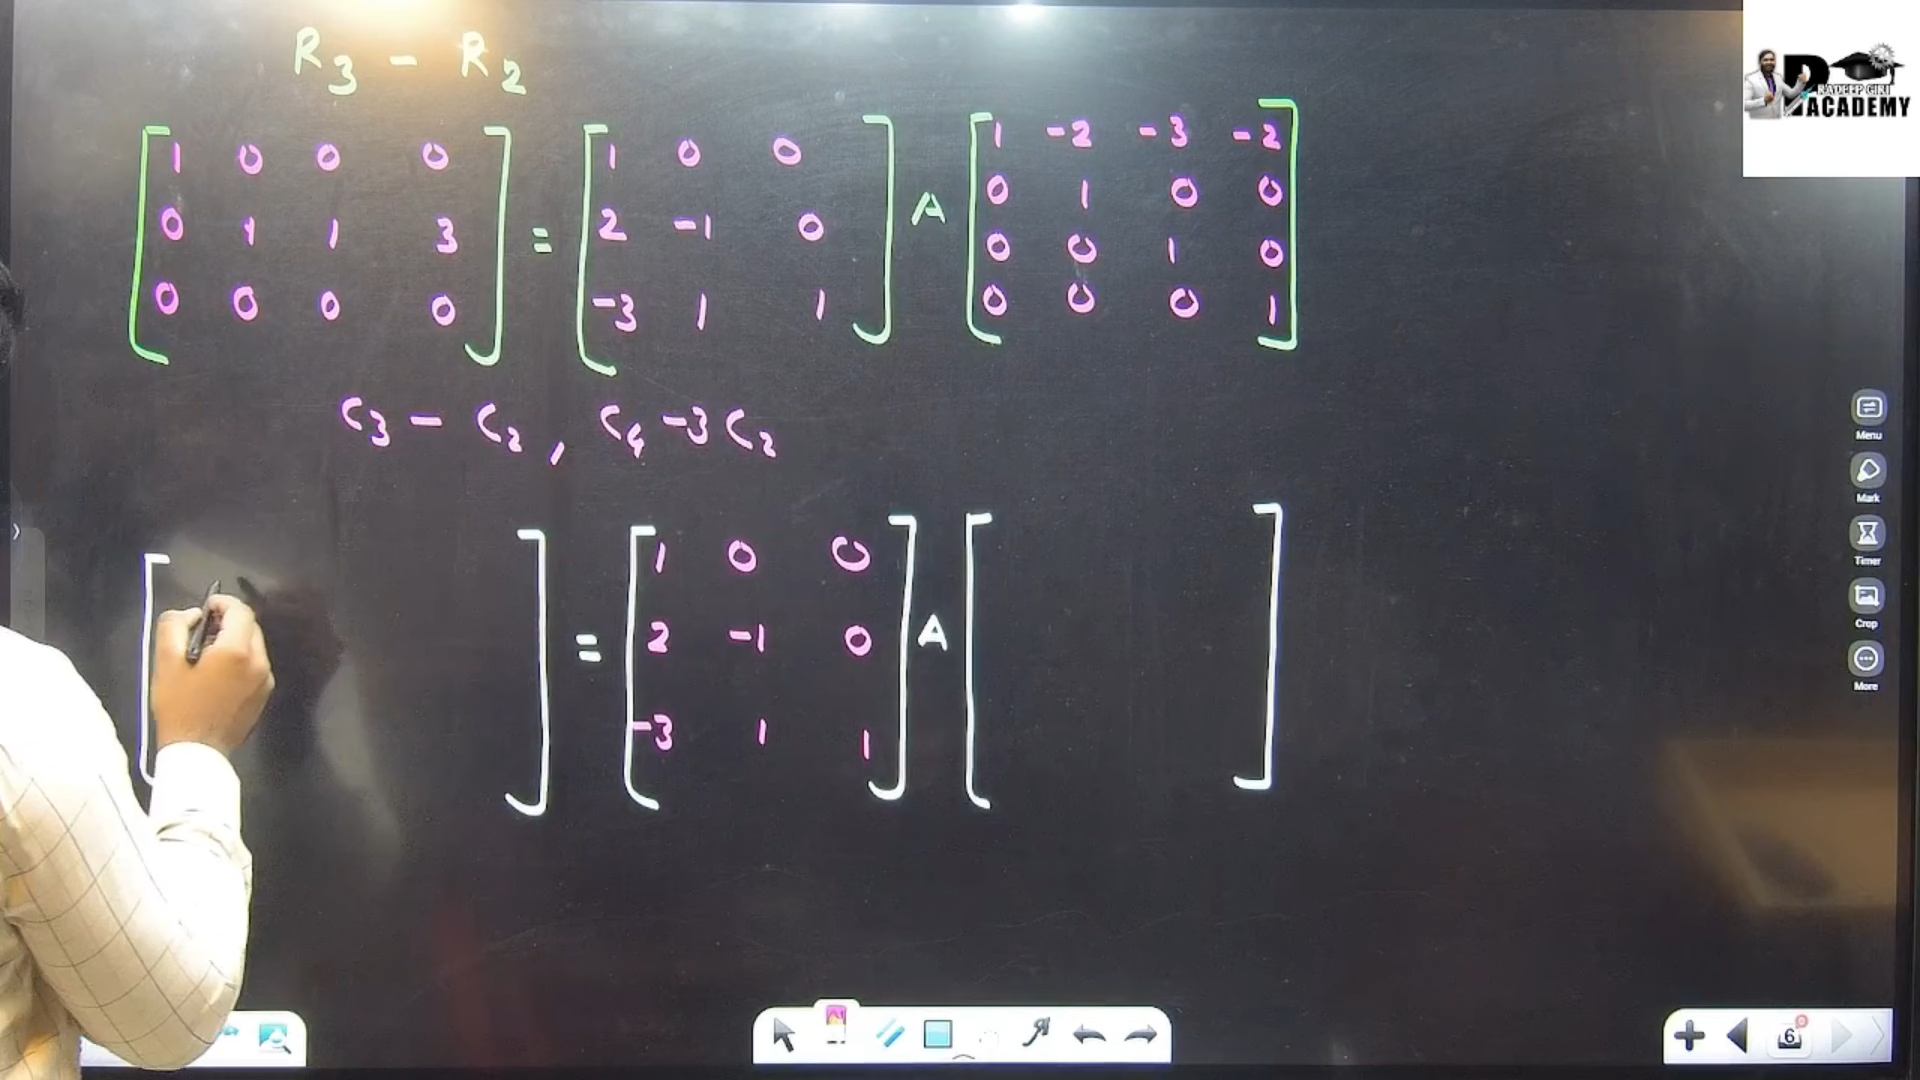 R3 - R2
[1 0 0 0] = [1 0 0] A [1 -2 -3 -2]
[0 1 1 3] [2 -1 0] [0 1 0 0]
[0 0 0 0] [-3 1 1] [0 0 1 0]
[0 0 0 1]
C3 - C2, C4 -3C2
[ ] = [1 0 0] A [ ]
[2 -1 0]
[-3 1 1]
PRADEEP GIRI
ACADEMY
Menu
Mark
Timer
Crop
More
6